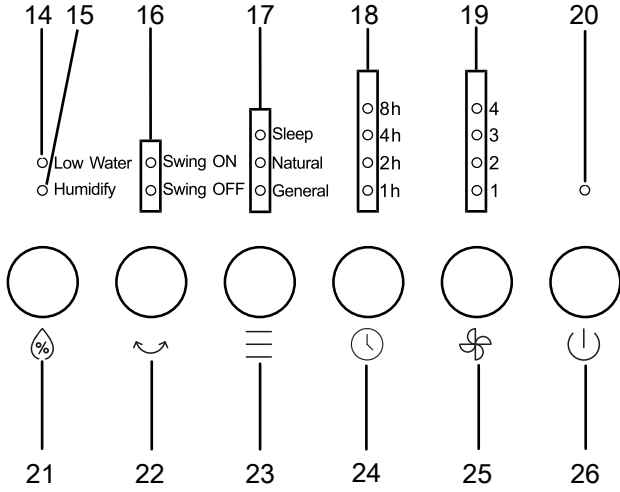 14 15 16 17 18 19 20
8h 4
Sleep 4h 3
Low Water Swing ON Natural 2h 2
Humidify Swing OFF General 1h 1
%
21 22 23 24 25 26